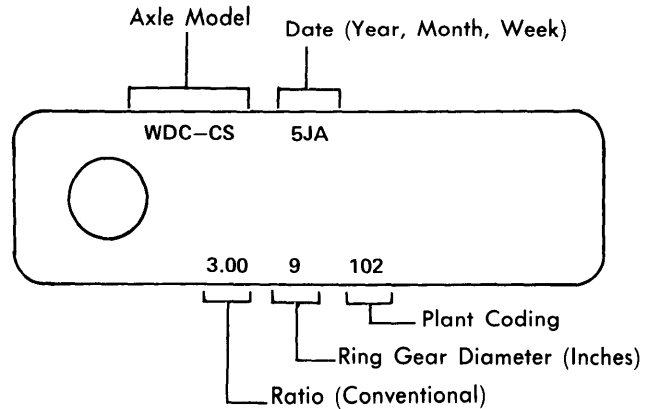 Axle Model
Date (Year, Month, Week)
WDC-CS 5JA
3.00 9 102
Plant Coding
Ring Gear Diameter (Inches)
Ratio (Conventional)